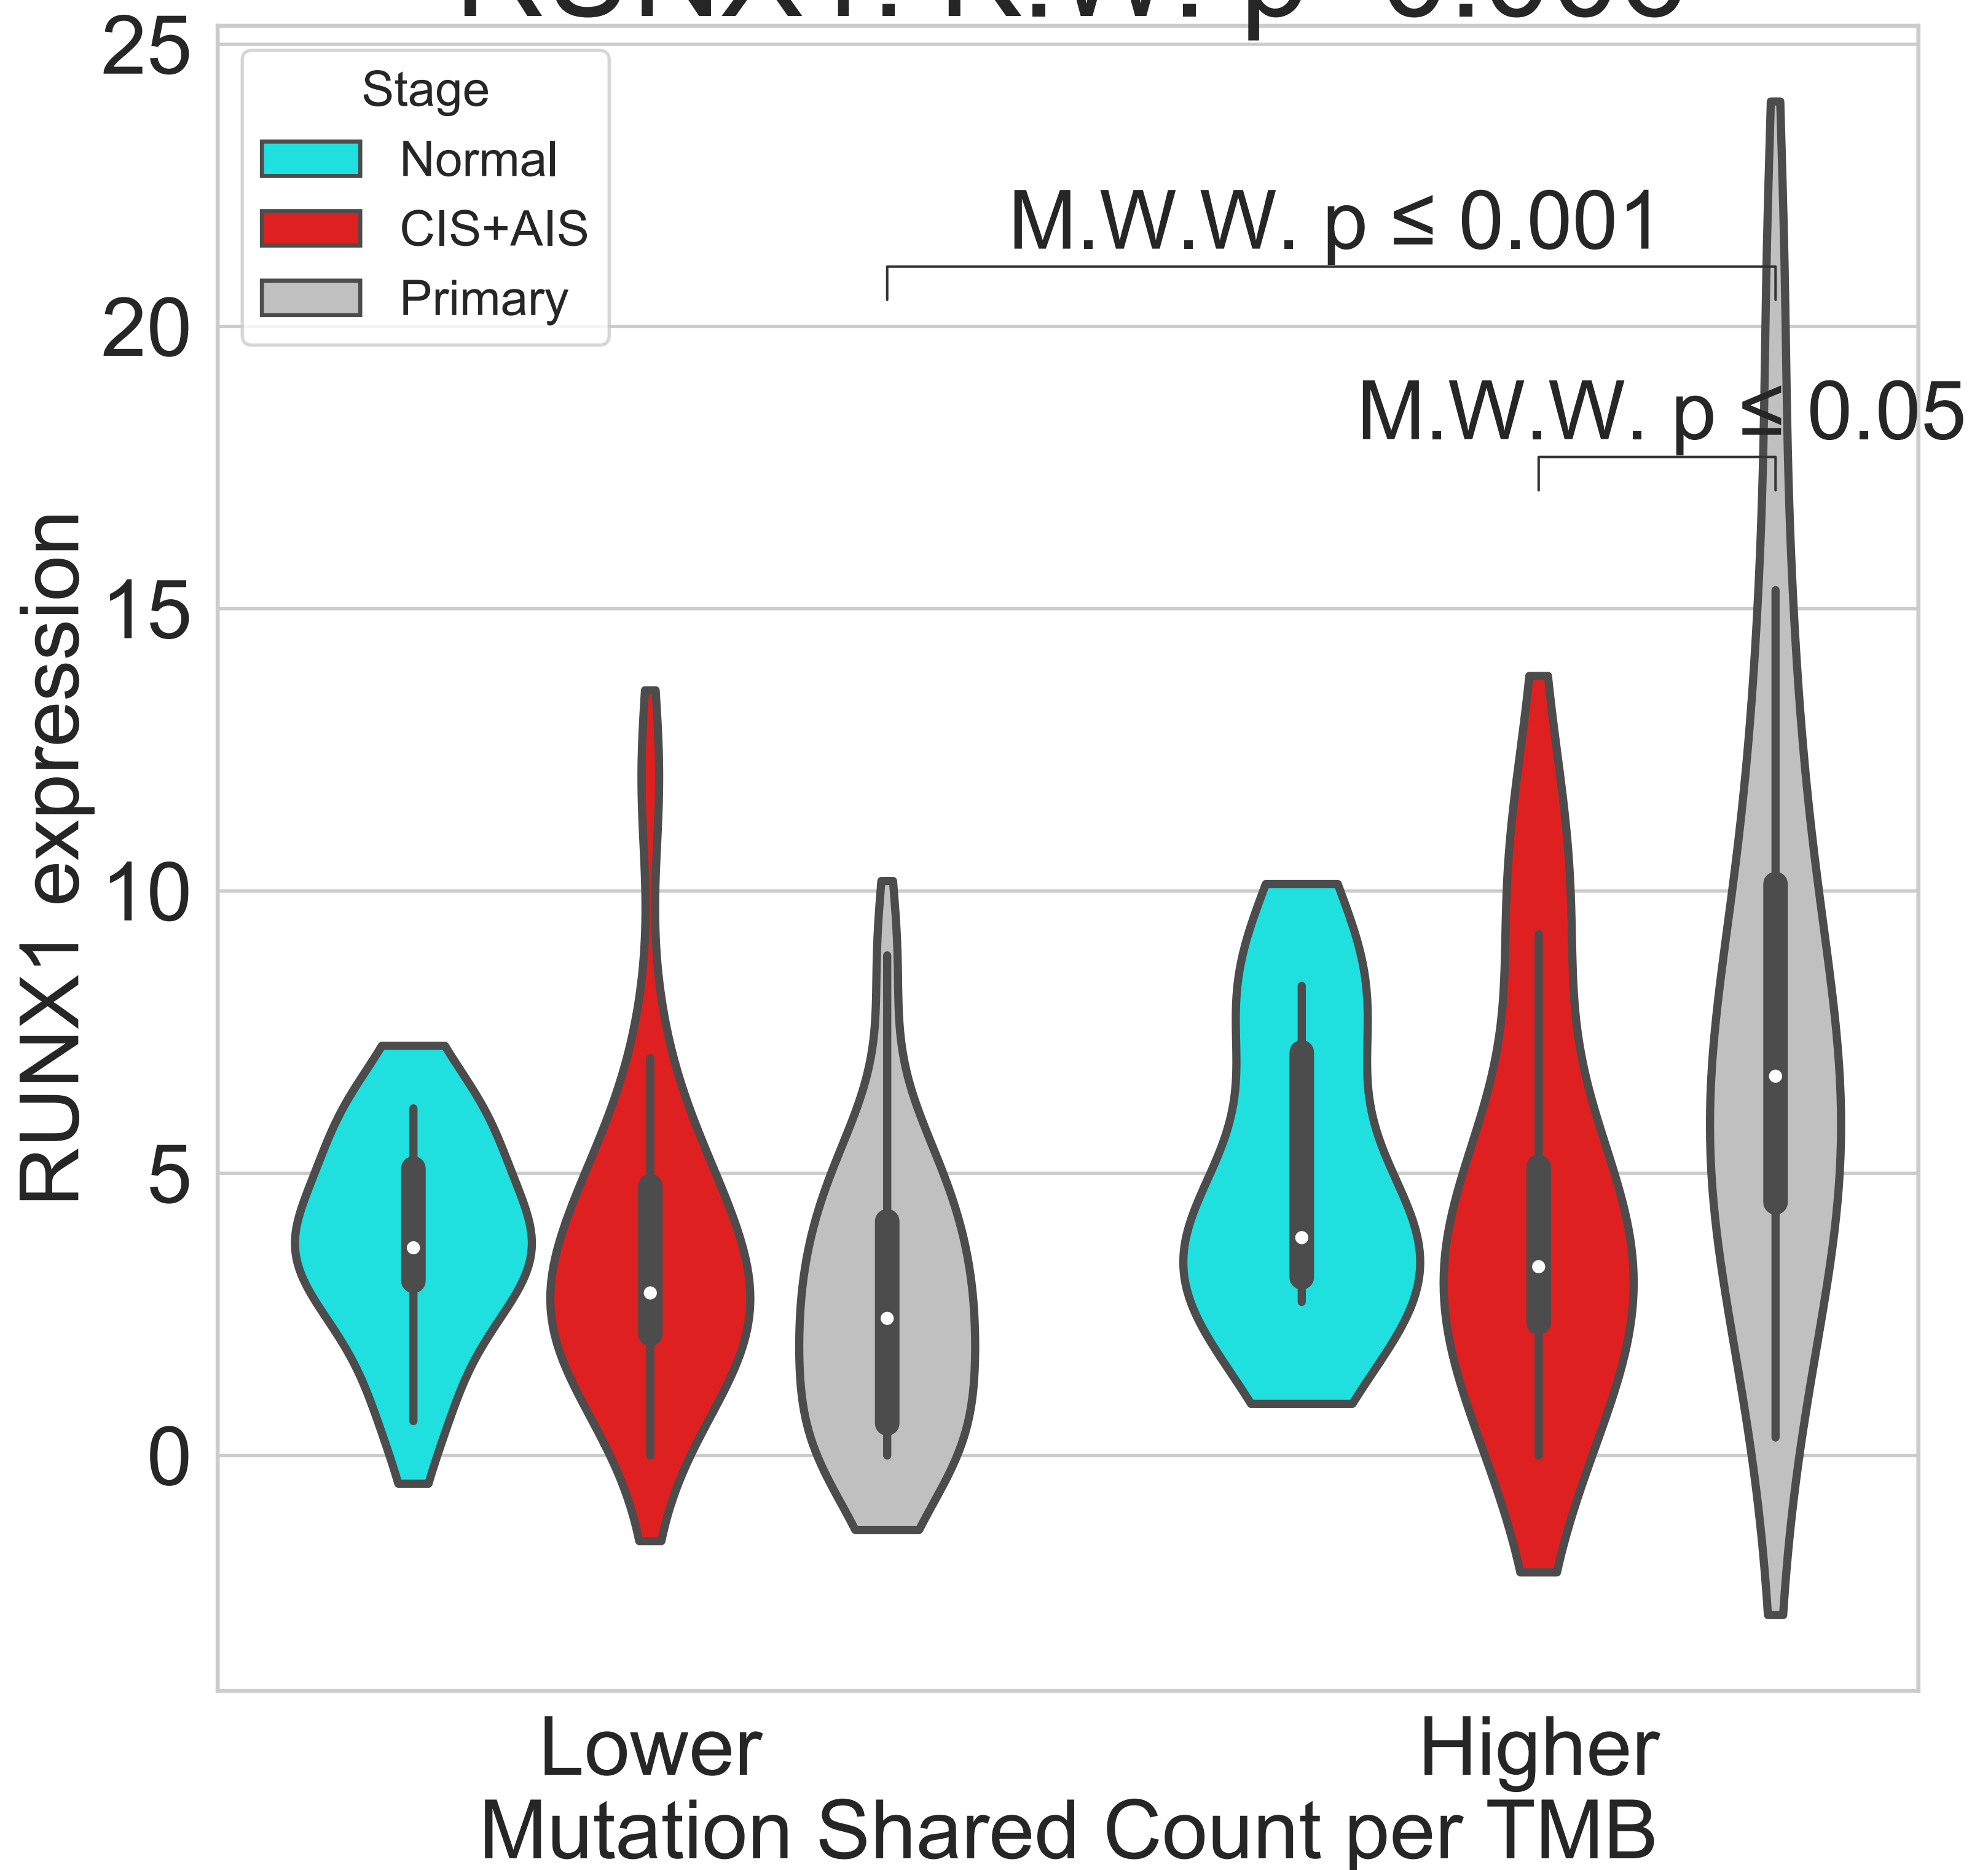 25
Stage
Normal
CIS+AIS
Primary
M.W.W. p ≤ 0.001
20
M.W.W. p ≤ 0.05
15
10
5
0
RUNX1 expression
Lower
Higher
Mutation Shared Count per TMB